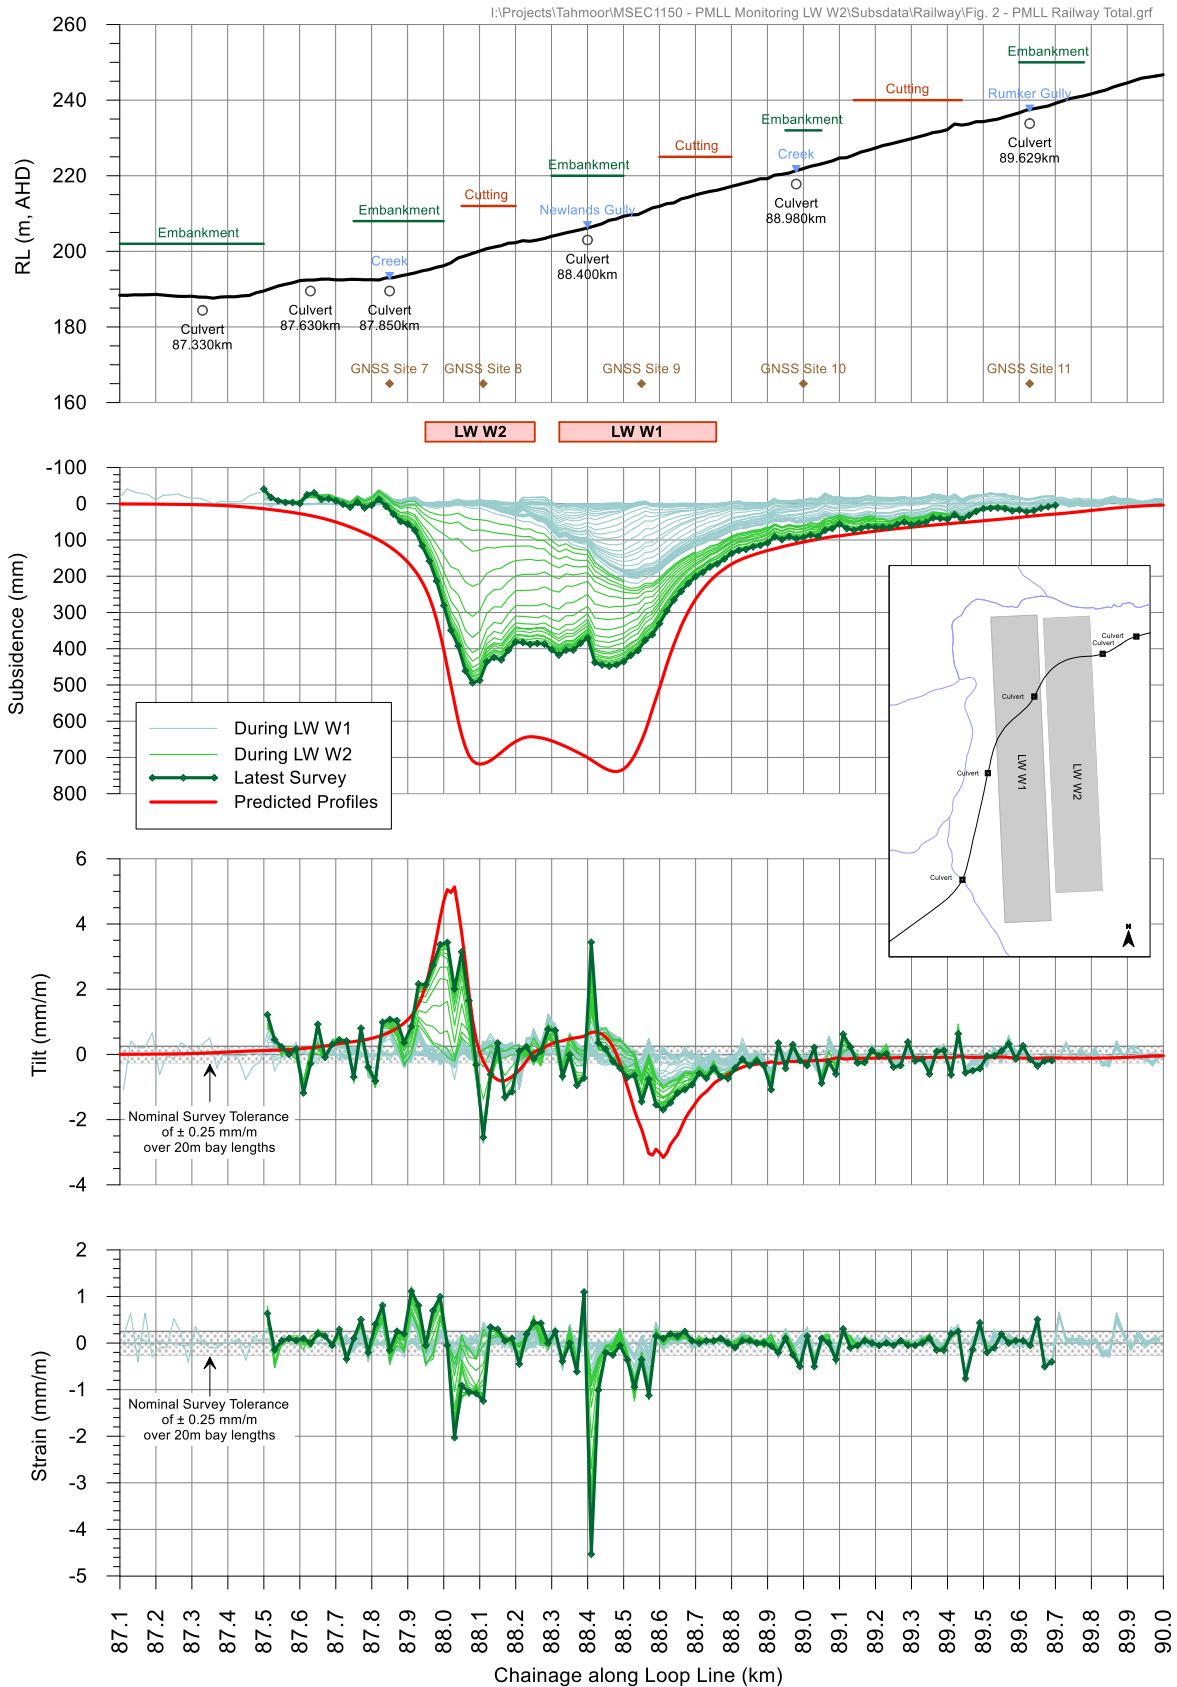 I:\Projects\Tahmoor\MSEC1150 - PMLL Monitoring LW W2\Subsdata\Railway\Fig. 2 - PMLL Railway Total.grf
260
240
220
200
180
160
RL (m, AHD)
Embankment
Embankment
Cutting
Embankment
Cutting
Embankment
Cutting
Embankment
Creek
Newlands Gully
Creek
Rumker Gully
Culvert
87.330km
Culvert
87.630km
Culvert
87.850km
Culvert
88.400km
Culvert
88.980km
Culvert
89.629km
GNSS Site 7
GNSS Site 8
GNSS Site 9
GNSS Site 10
GNSS Site 11
LW W2
LW W1
-100
0
100
200
300
400
500
600
700
800
Subsidence (mm)
During LW W1
During LW W2
Latest Survey
Predicted Profiles
Culvert
Culvert
Culvert
Culvert
Culvert
LW W1
LW W2
N
6
4
2
0
-2
-4
Tilt (mm/m)
Nominal Survey Tolerance
of ± 0.25 mm/m
over 20m bay lengths
2
1
0
-1
-2
-3
-4
-5
Strain (mm/m)
Nominal Survey Tolerance
of ± 0.25 mm/m
over 20m bay lengths
87.1 87.2 87.3 87.4 87.5 87.6 87.7 87.8 87.9 88.0 88.1 88.2 88.3 88.4 88.5 88.6 88.7 88.8 88.9 89.0 89.1 89.2 89.3 89.4 89.5 89.6 89.7 89.8 89.9 90.0
Chainage along Loop Line (km)